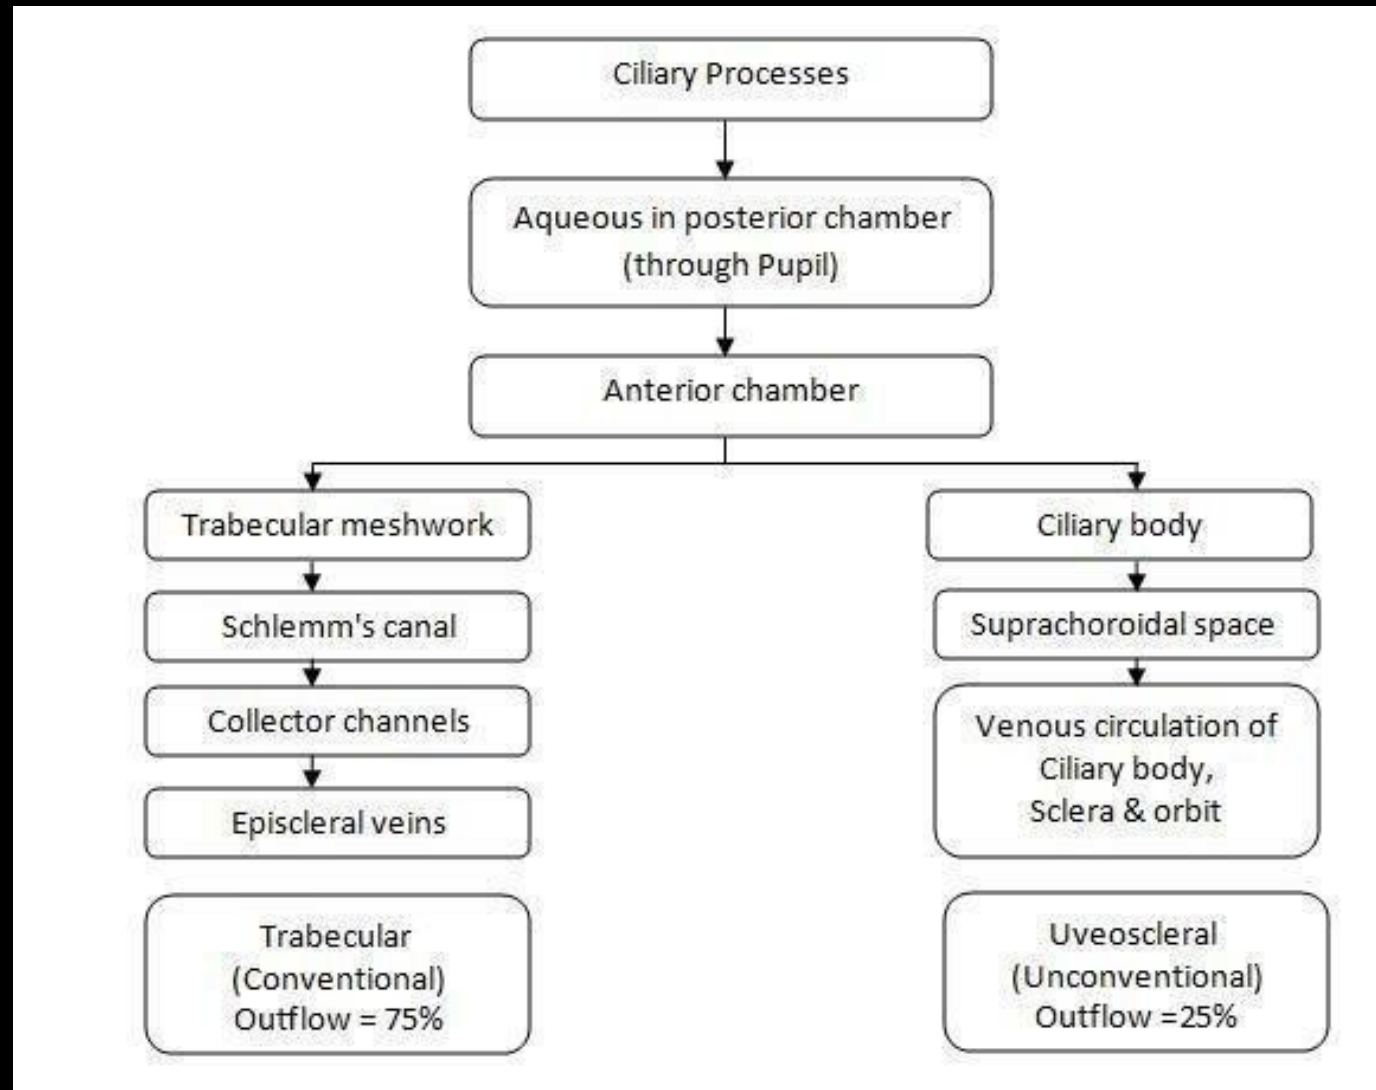 Ciliary Processes
Aqueous in posterior chamber
(through Pupil)
Anterior chamber
Trabecular meshwork
Schlemm's canal
Collector channels
Episcleral veins
Trabecular
(Conventional)
Outflow = 75%
Ciliary body
Suprachoroidal space
Venous circulation of
Ciliary body,
Sclera & orbit
Uveoscleral
(Unconventional)
Outflow =25%